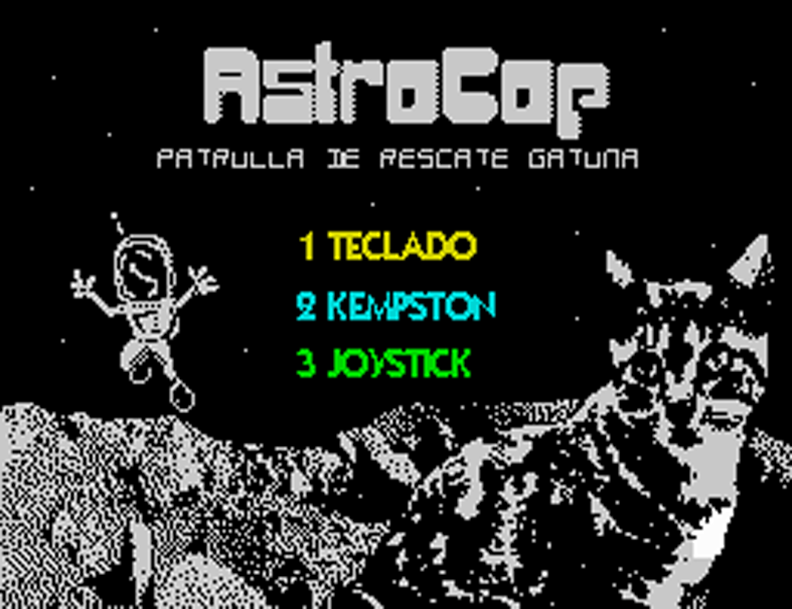 AstroCop
PATRULLA DE RESCATE GATUNA
1 TECLADO
2 KEMPSTON
3 JOYSTICK